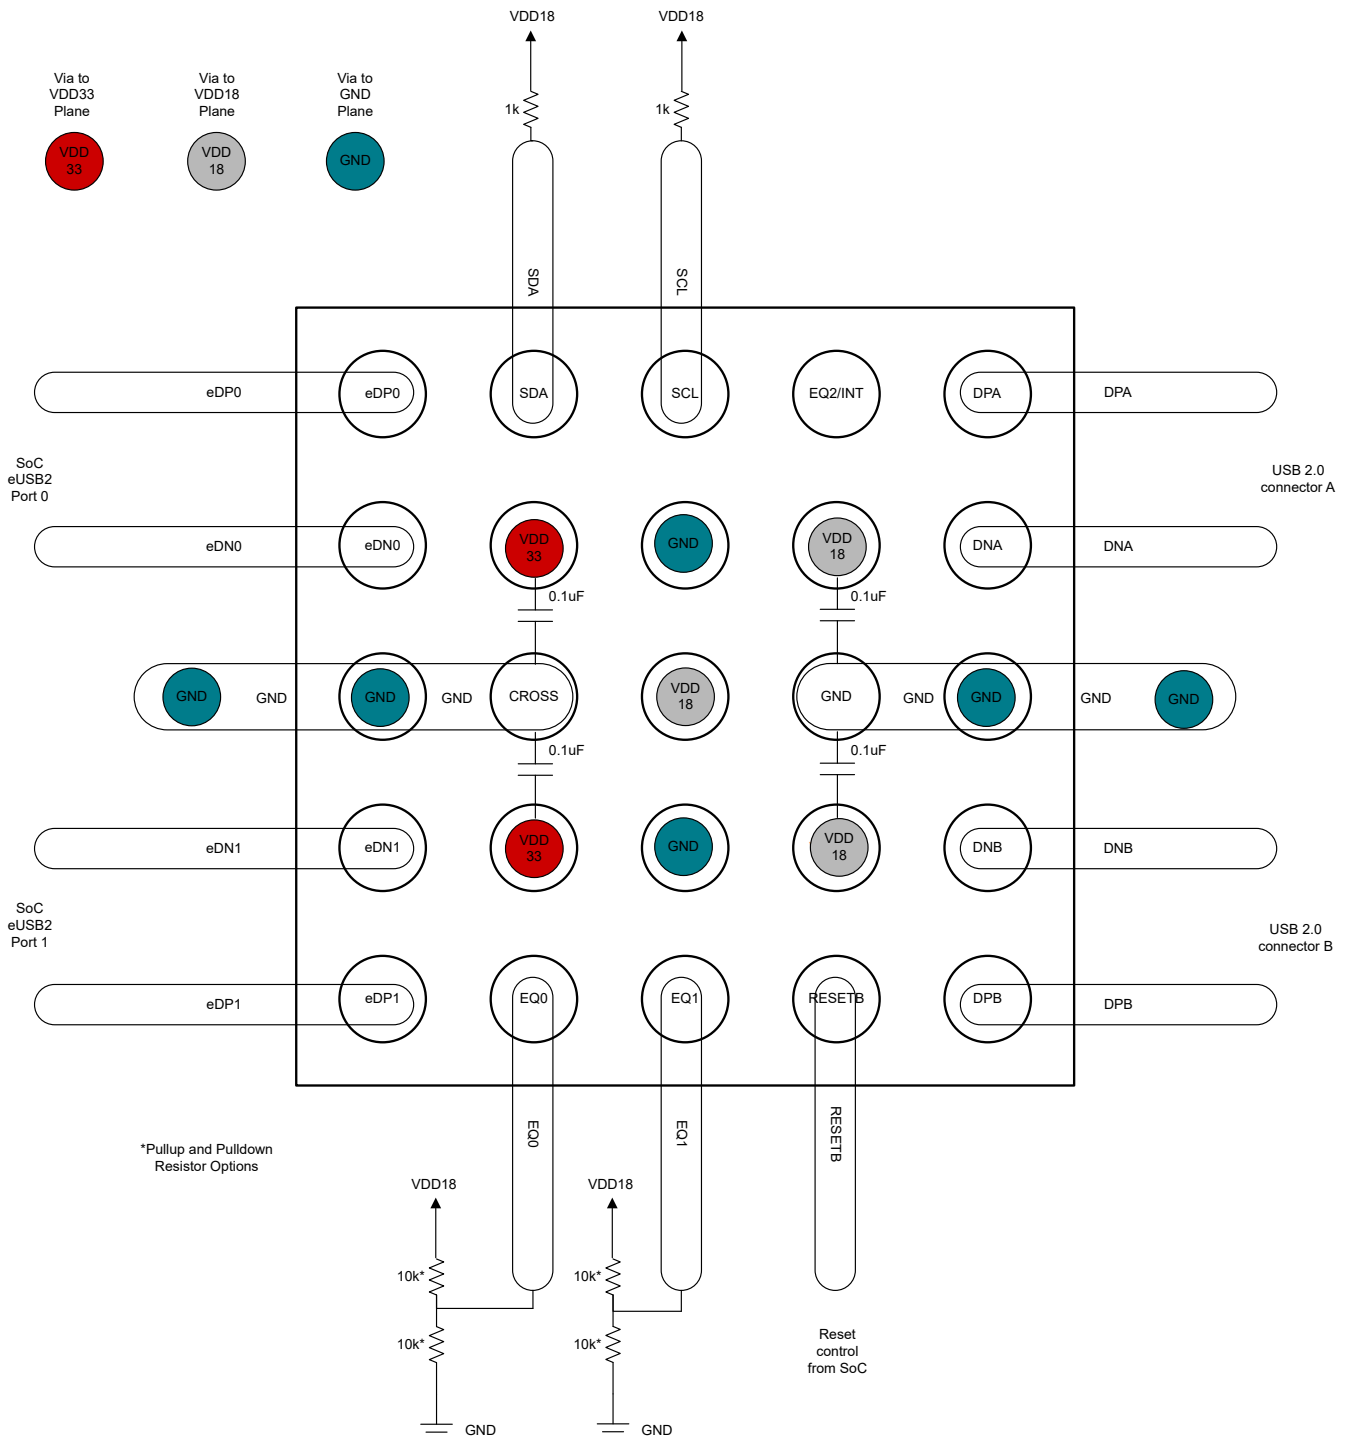 VDD18
VDD18
Via to
VDD33
Plane
Via to
VDD18
Plane
Via to
GND
Plane
VDD
33
VDD
18
GND
1k
1k
SDA
SCL
eDP0
eDP0
SDA
SCL
EQ2/INT
DPA
DPA
SoC
eUSB2
Port 0
USB 2.0
connector A
eDN0
eDN0
VDD
33
GND
VDD
18
DNA
DNA
0.1uF
0.1uF
GND
GND
GND
GND
CROSS
VDD
18
GND
GND
GND
GND
GND
0.1uF
0.1uF
eDN1
eDN1
VDD
33
GND
VDD
18
DNB
DNB
SoC
eUSB2
Port 1
USB 2.0
connector B
eDP1
eDP1
EQ0
EQ1
RESETB
DPB
DPB
EQ0
EQ1
RESETB
*Pullup and Pulldown
Resistor Options
VDD18
VDD18
10k*
10k*
10k*
10k*
Reset
control
from SoC
GND
GND